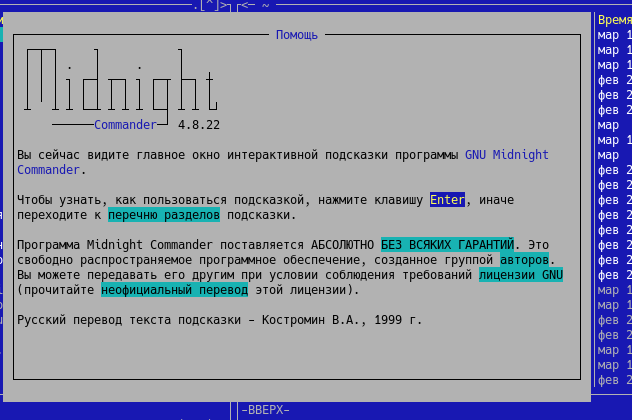 .[^]>
<─ ~
Время
Помощь
Midnight
Commander 4.8.22
Вы сейчас видите главное окно интерактивной подсказки программы GNU Midnight
Commander.
Чтобы узнать, как пользоваться подсказкой, нажмите клавишу Enter, иначе
переходите к перечню разделов подсказки.
Программа Midnight Commander поставляется АБСОЛЮТНО БЕЗ ВСЯКИХ ГАРАНТИЙ. Это
свободно распространяемое программное обеспечение, созданное группой авторов.
Вы можете передавать его другим при условии соблюдения требований лицензии GNU
(прочитайте неофициальный перевод этой лицензии).
Русский перевод текста подсказки – Костромин В.А., 1999 г.
мар 1
мар 1
мар 1
фев 2
фев 2
фев 2
мар
мар 1
мар
фев 2
фев 2
фев 2
фев 2
фев 2
фев 2
фев 2
фев 2
мар 1
мар 1
фев 2
фев 2
мар 1
мар 1
фев 2
–ВВЕРХ–